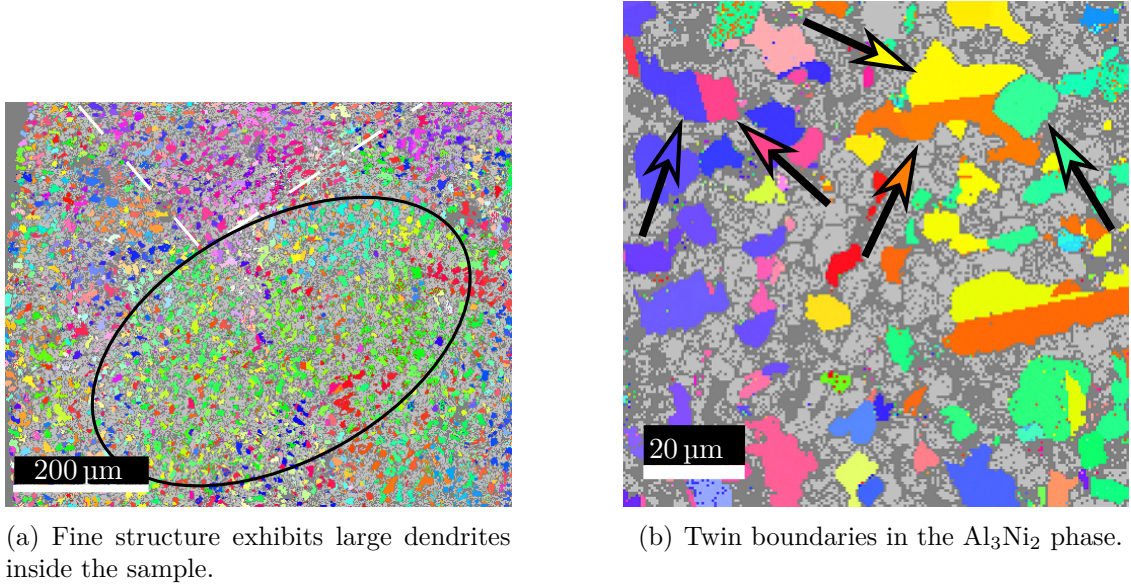 200 µm
20 µm
(a) Fine structure exhibits large dendrites
inside the sample.
(b) Twin boundaries in the Al₃Ni₂ phase.